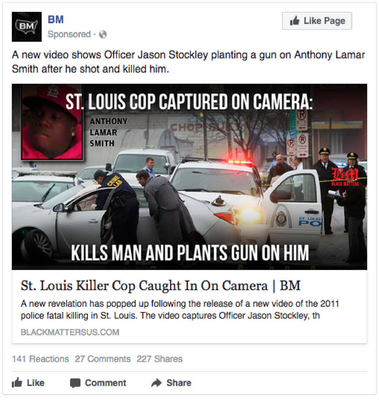 BM
BM
Sponsored ·
Like Page
A new video shows Officer Jason Stockley planting a gun on Anthony Lamar
Smith after he shot and killed him.
ST. LOUIS COP CAPTURED ON CAMERA:
ANTHONY
LAMAR
SMITH
CHOP
BM
BLACK MATTERS
PO
KILLS MAN AND PLANTS GUN ON HIM
St. Louis Killer Cop Caught In On Camera | BM
A new revelation has popped up following the release of a new video of the 2011
police fatal killing in St. Louis. The video captures Officer Jason Stockley, th
BLACKMATTERSUS.COM
141 Reactions 27 Comments 227 Shares
Like Comment Share